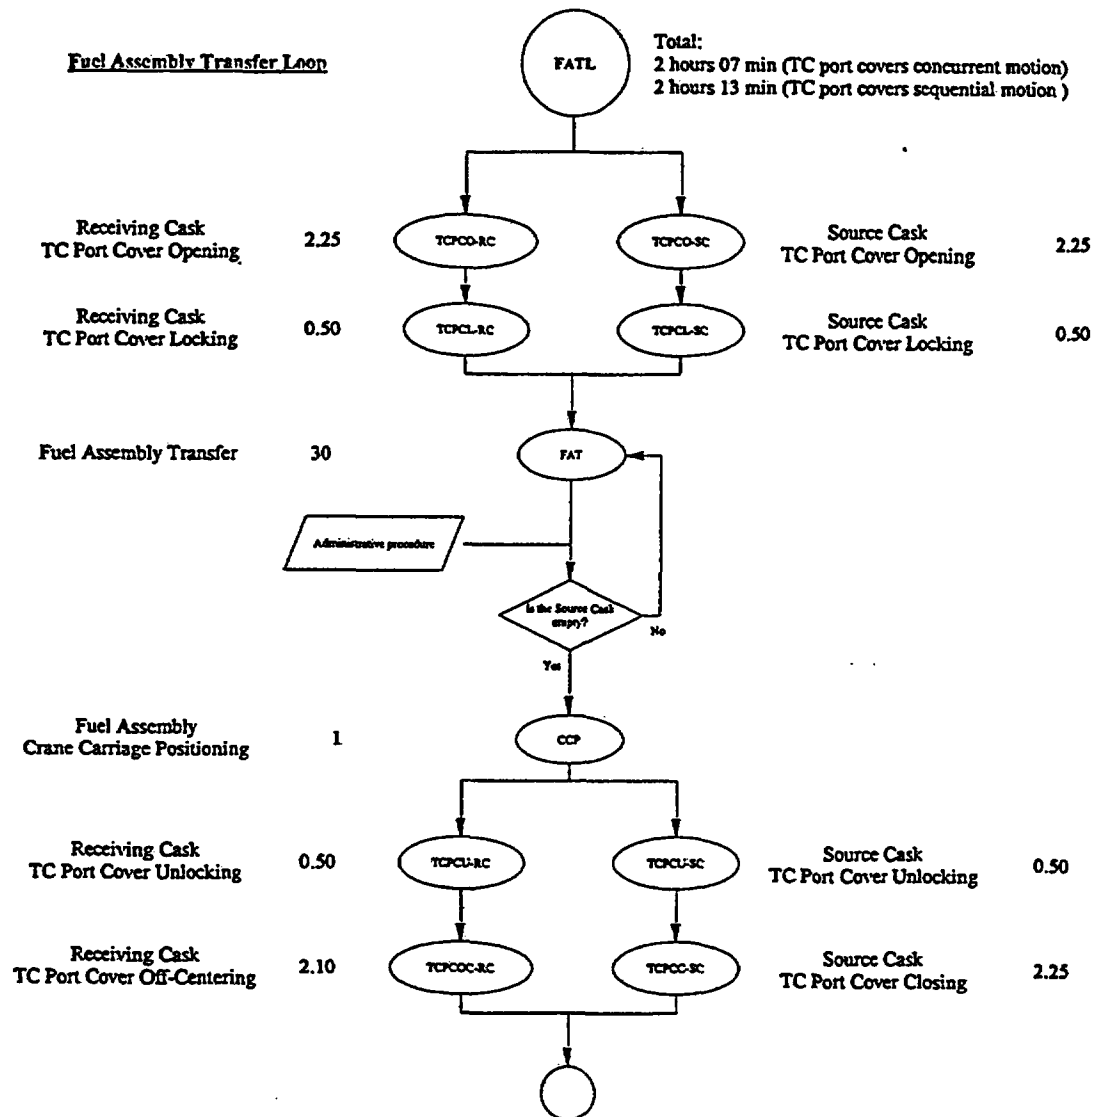 Fuel Assembly Transfer Loop
FATL
Total:
2 hours 07 min (TC port covers concurrent motion)
2 hours 13 min (TC port covers sequential motion )
Receiving Cask
TC Port Cover Opening
2.25
TCPCO-RC
TCPCO-SC
Source Cask
TC Port Cover Opening
2.25
Receiving Cask
TC Port Cover Locking
0.50
TCPCL-RC
TCPCL-SC
Source Cask
TC Port Cover Locking
0.50
Fuel Assembly Transfer
30
FAT
Administrative procedure
Is the Source Cask
empty?
No
Yes
Fuel Assembly
Crane Carriage Positioning
1
CCP
Receiving Cask
TC Port Cover Unlocking
0.50
TCPCU-RC
TCPCU-SC
Source Cask
TC Port Cover Unlocking
0.50
Receiving Cask
TC Port Cover Off-Centering
2.10
TCPCOC-RC
TCPCC-SC
Source Cask
TC Port Cover Closing
2.25